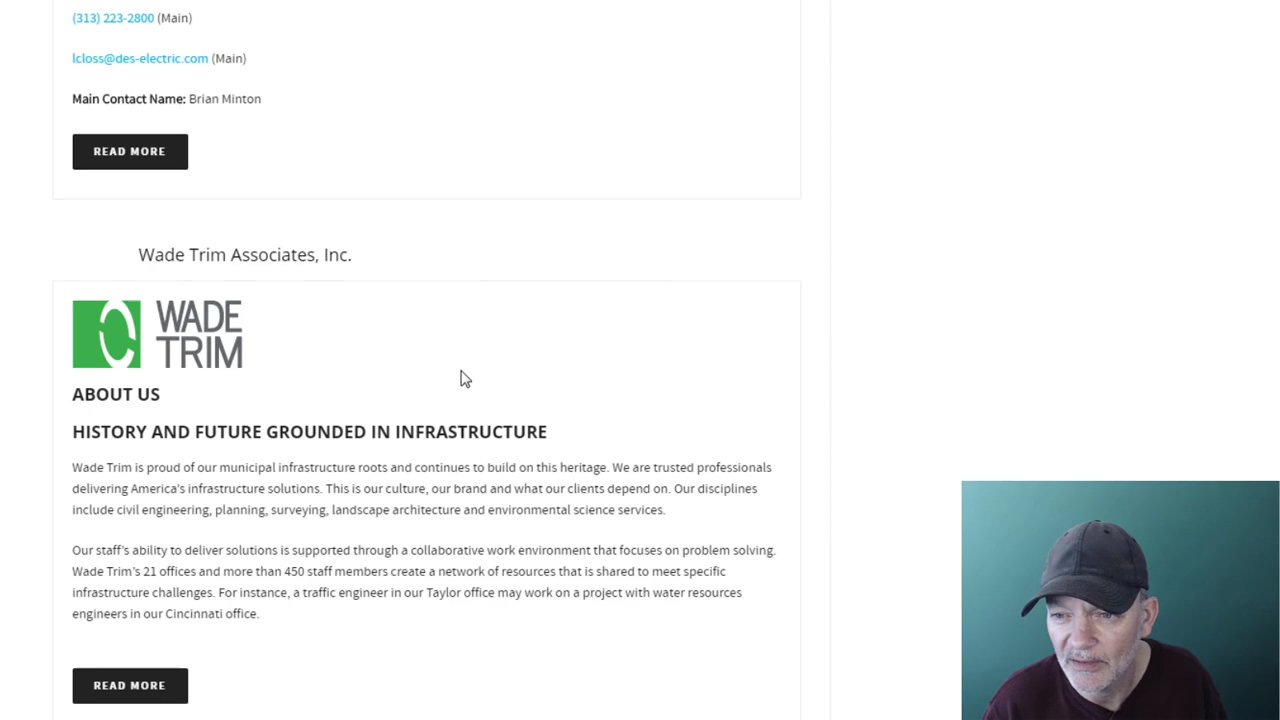 (313) 223-2800 (Main)
lcloss@des-electric.com (Main)
Main Contact Name: Brian Minton
READ MORE
Wade Trim Associates, Inc.
WADE
TRIM
ABOUT US
HISTORY AND FUTURE GROUNDED IN INFRASTRUCTURE
Wade Trim is proud of our municipal infrastructure roots and continues to build on this heritage. We are trusted professionals
delivering America's infrastructure solutions. This is our culture, our brand and what our clients depend on. Our disciplines
include civil engineering, planning, surveying, landscape architecture and environmental science services.
Our staff's ability to deliver solutions is supported through a collaborative work environment that focuses on problem solving.
Wade Trim's 21 offices and more than 450 staff members create a network of resources that is shared to meet specific
infrastructure challenges. For instance, a traffic engineer in our Taylor office may work on a project with water resources
engineers in our Cincinnati office.
READ MORE